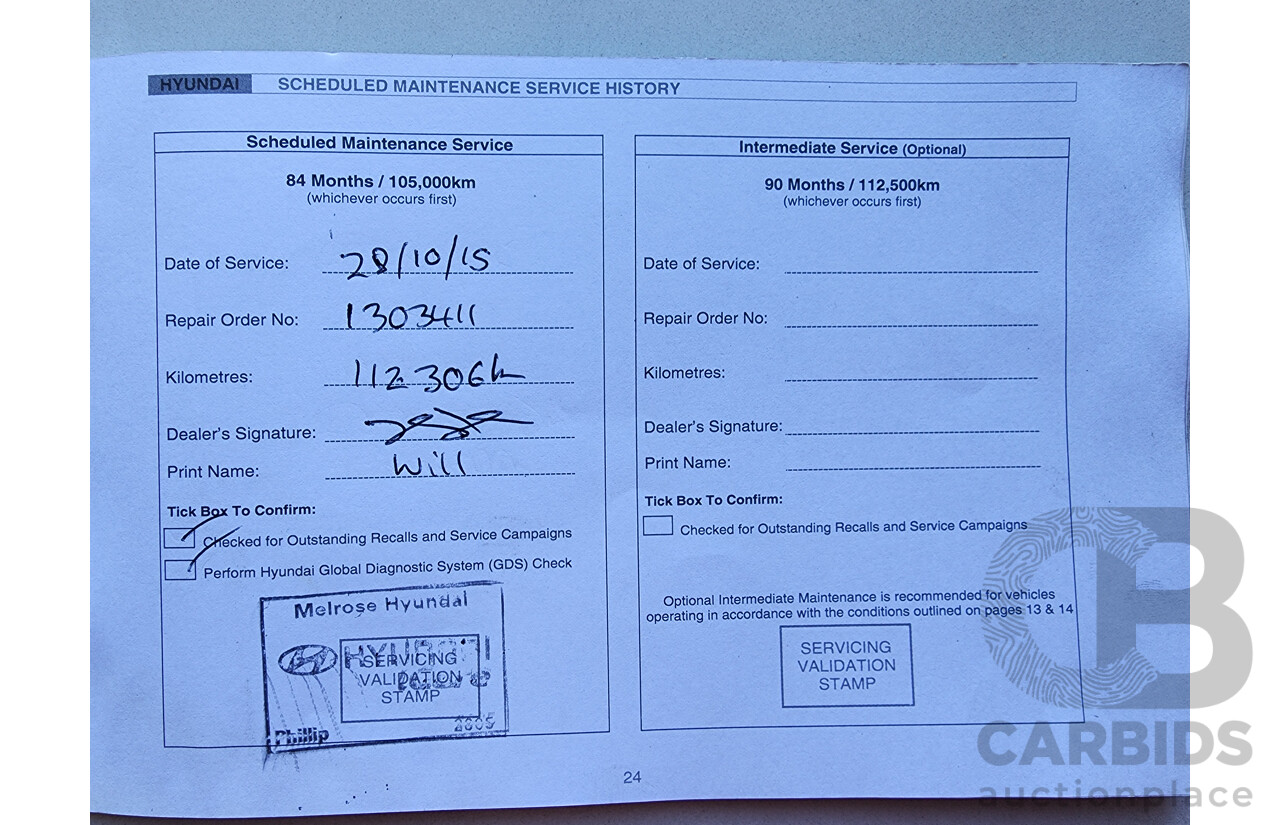 HYUNDAI SCHEDULED MAINTENANCE SERVICE HISTORY
Scheduled Maintenance Service
84 Months / 105,000km
(whichever occurs first)
Date of Service: 28/10/15
Repair Order No: 1303411
Kilometres: 112306k
Dealer's Signature:
Print Name: Will
Tick Box To Confirm:
Checked for Outstanding Recalls and Service Campaigns
Perform Hyundai Global Diagnostic System (GDS) Check
Melrose Hyundai
HYUNDAI
SERVICING
VALIDATION
STAMP
Phillip
Intermediate Service (Optional)
90 Months / 112,500km
(whichever occurs first)
Date of Service:
Repair Order No:
Kilometres:
Dealer's Signature:
Print Name:
Tick Box To Confirm:
Checked for Outstanding Recalls and Service Campaigns
Optional Intermediate Maintenance is recommended for vehicles
operating in accordance with the conditions outlined on pages 13 & 14
SERVICING
VALIDATION
STAMP
24
CB
CARBIDS
auctionplace